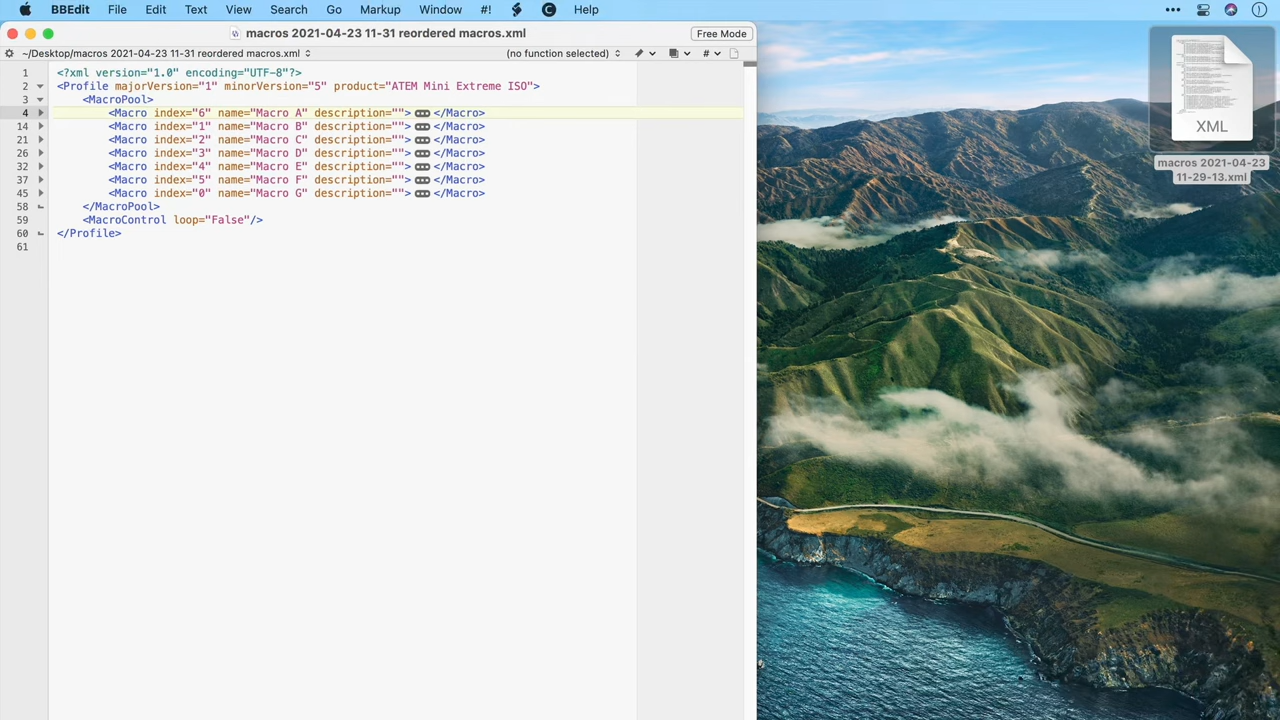 BBEdit File Edit Text View Search Go Markup Window #! Help
macros 2021-04-23 11-31 reordered macros.xml
Free Mode
~/Desktop/macros 2021-04-23 11-31 reordered macros.xml
(no function selected)
#
1 <?xml version="1.0" encoding="UTF-8"?>
2 <Profile majorVersion="1" minorVersion="5" product="ATEM Mini Extreme ISO">
3 <MacroPool>
4 <Macro index="6" name="Macro A" description=""> </Macro>
14 <Macro index="1" name="Macro B" description=""> </Macro>
21 <Macro index="2" name="Macro C" description=""> </Macro>
26 <Macro index="3" name="Macro D" description=""> </Macro>
32 <Macro index="4" name="Macro E" description=""> </Macro>
37 <Macro index="5" name="Macro F" description=""> </Macro>
45 <Macro index="0" name="Macro G" description=""> </Macro>
58 </MacroPool>
59 <MacroControl loop="False"/>
60 </Profile>
61
XML
macros 2021-04-23
11-29-13.xml